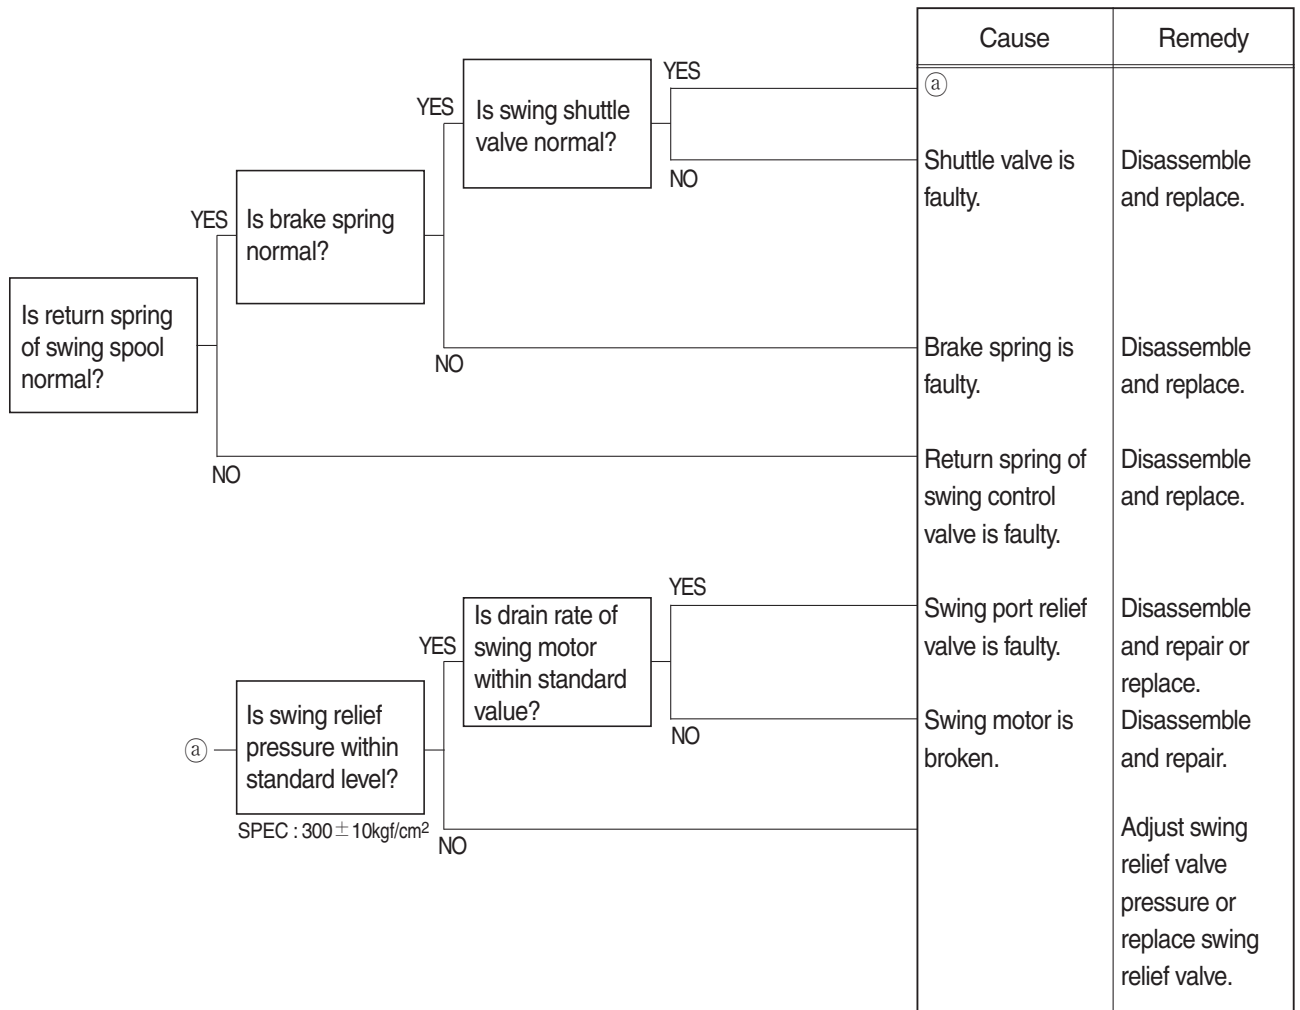 Cause
Remedy
YES
ⓐ
YES
Is swing shuttle
valve normal?
NO
Shuttle valve is
faulty.
Disassemble
and replace.
YES
Is brake spring
normal?
NO
Brake spring is
faulty.
Disassemble
and replace.
Is return spring
of swing spool
normal?
NO
Return spring of
swing control
valve is faulty.
Disassemble
and replace.
YES
Swing port relief
valve is faulty.
Disassemble
and repair or
replace.
YES
Is drain rate of
swing motor
within standard
value?
NO
Swing motor is
broken.
Disassemble
and repair.
ⓐ
Is swing relief
pressure within
standard level?
SPEC : 300±10kgf/cm²
NO
Adjust swing
relief valve
pressure or
replace swing
relief valve.